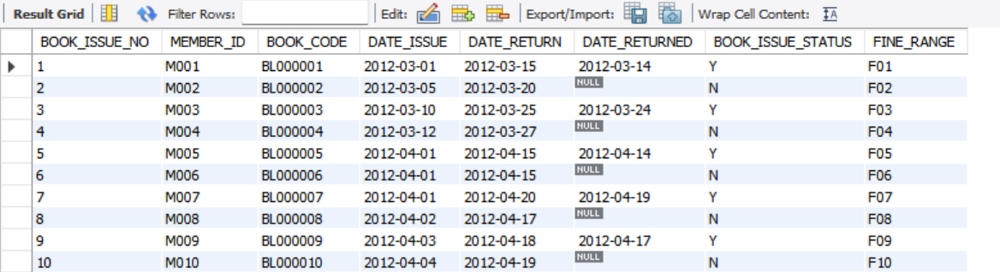 Result Grid Filter Rows: Edit: Export/Import: Wrap Cell Content: IA
BOOK_ISSUE_NO MEMBER_ID BOOK_CODE DATE_ISSUE DATE_RETURN DATE_RETURNED BOOK_ISSUE_STATUS FINE_RANGE
1 M001 BL000001 2012-03-01 2012-03-15 2012-03-14 Y F01
2 M002 BL000002 2012-03-05 2012-03-20 NULL N F02
3 M003 BL000003 2012-03-10 2012-03-25 2012-03-24 Y F03
4 M004 BL000004 2012-03-12 2012-03-27 NULL N F04
5 M005 BL000005 2012-04-01 2012-04-15 2012-04-14 Y F05
6 M006 BL000006 2012-04-01 2012-04-15 NULL N F06
7 M007 BL000007 2012-04-01 2012-04-20 2012-04-19 Y F07
8 M008 BL000008 2012-04-02 2012-04-17 NULL N F08
9 M009 BL000009 2012-04-03 2012-04-18 2012-04-17 Y F09
10 M010 BL000010 2012-04-04 2012-04-19 NULL N F10